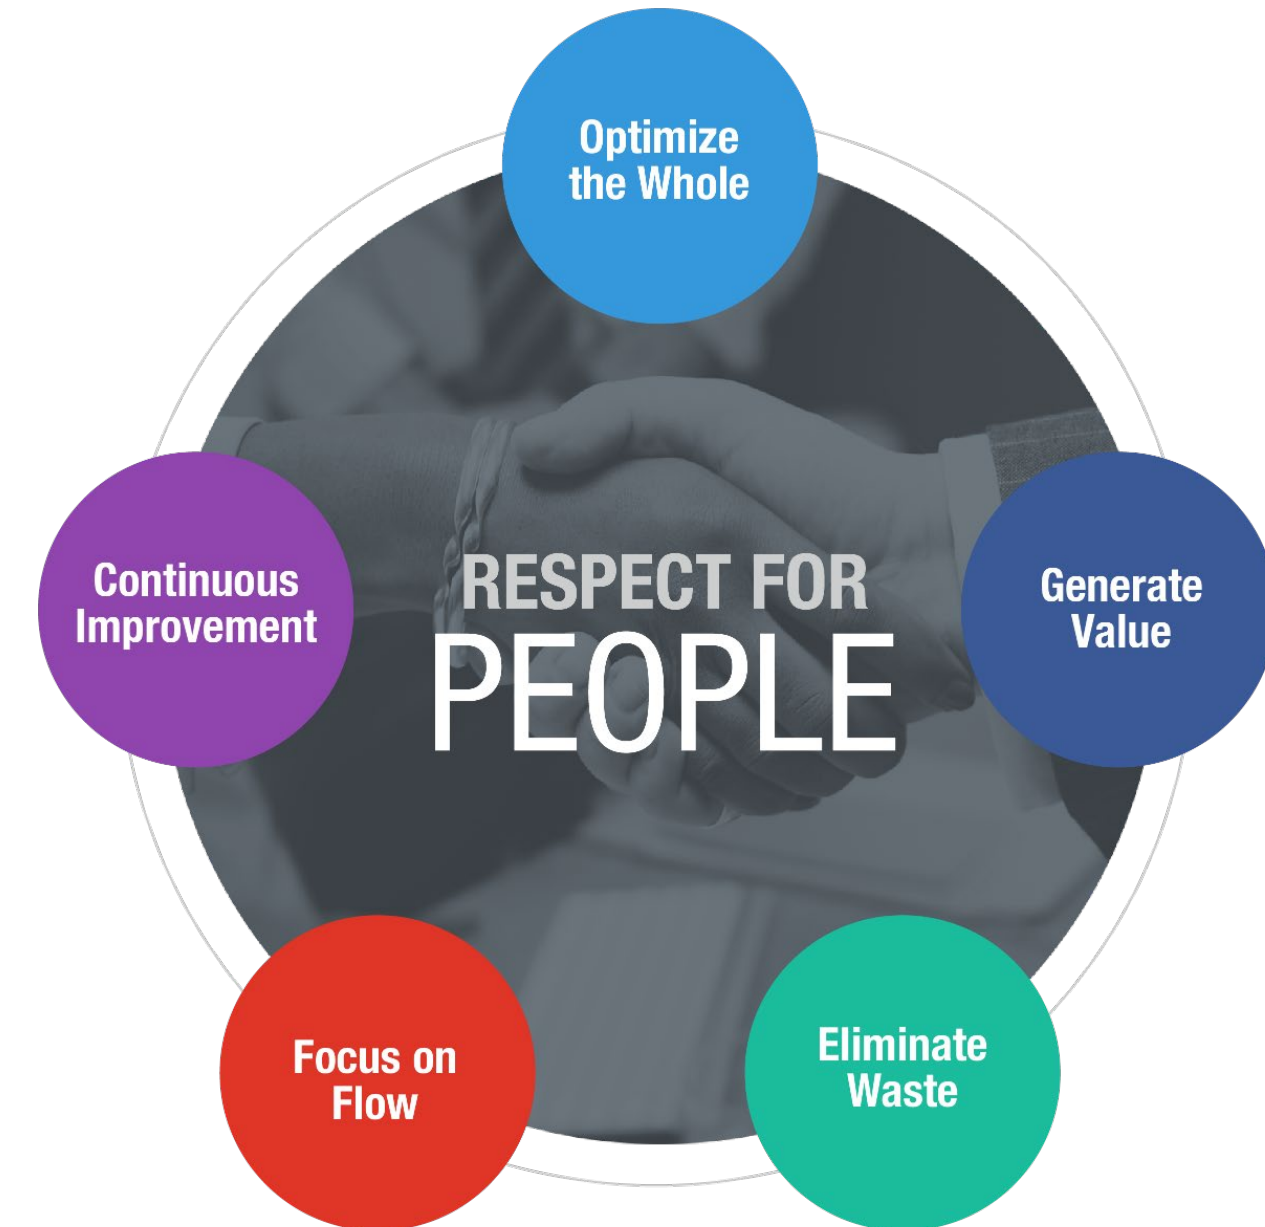 Optimize
the Whole
Generate
Value
Eliminate
Waste
Focus on
Flow
Continuous
Improvement
RESPECT FOR
PEOPLE